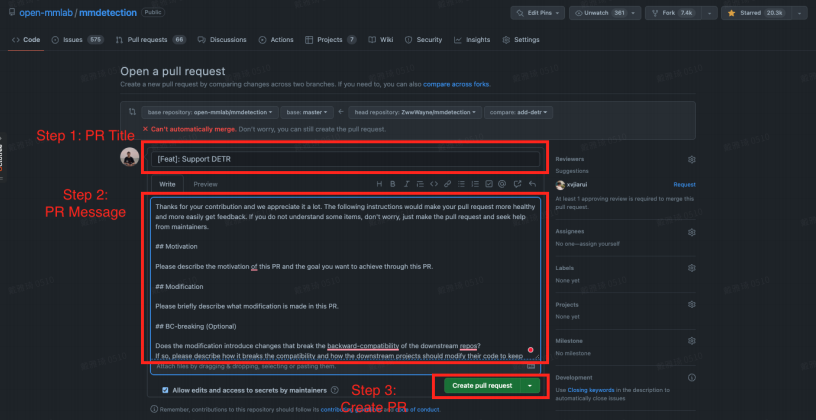 open-mmlab / mmdetection Public
Edit Pins Unwatch 381 Fork 7.4k Starred 20.3k
Code Issues 575 Pull requests 66 Discussions Actions Projects 7 Wiki Security Insights Settings
Open a pull request
Create a new pull request by comparing changes across two branches. If you need to, you can also compare across forks.
base repository: open-mmlab/mmdetection base: master ← head repository: ZwwWayne/mmdetection compare: add-detr
✗ Can't automatically merge. Don't worry, you can still create the pull request.
Step 1: PR Title
[Feat]: Support DETR
Write Preview
Step 2:
PR Message
Thanks for your contribution and we appreciate it a lot. The following instructions would make your pull request more healthy
and more easily get feedback. If you do not understand some items, don't worry, just make the pull request and seek help
from maintainers.
## Motivation
Please describe the motivation of this PR and the goal you want to achieve through this PR.
## Modification
Please briefly describe what modification is made in this PR.
## BC-breaking (Optional)
Does the modification introduce changes that break the backward-compatibility of the downstream repos?
If so, please describe how it breaks the compatibility and how the downstream projects should modify their code to keep
Attach files by dragging & dropping, selecting or pasting them.
Allow edits and access to secrets by maintainers
Step 3:
Create PR
Create pull request
Remember, contributions to this repository should follow its contributing guidelines and code of conduct.
Reviewers
Suggestions
xvjiarui Request
At least 1 approving review is required to merge this
pull request.
Assignees
No one—assign yourself
Labels
None yet
Projects
None yet
Milestone
No milestone
Development
Use Closing keywords in the description to
automatically close issues